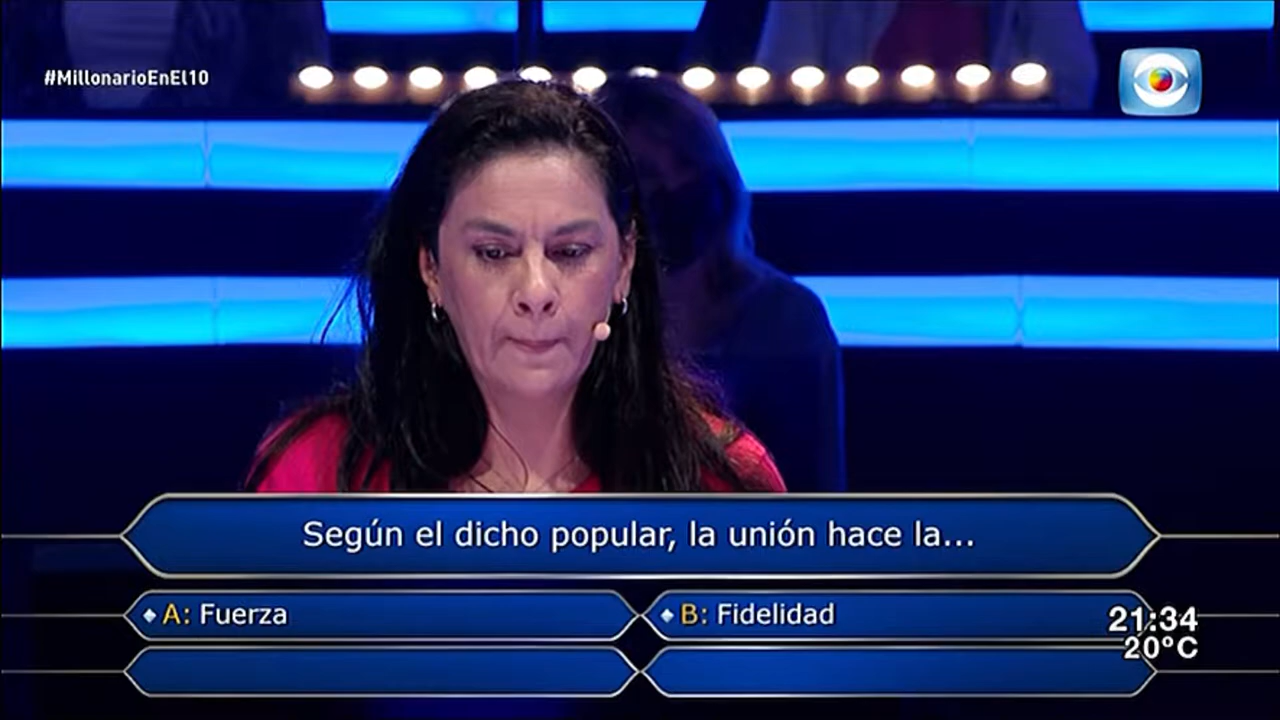 #MillonarioEnEl10
Según el dicho popular, la unión hace la...
A: Fuerza
B: Fidelidad
21:34
20°C